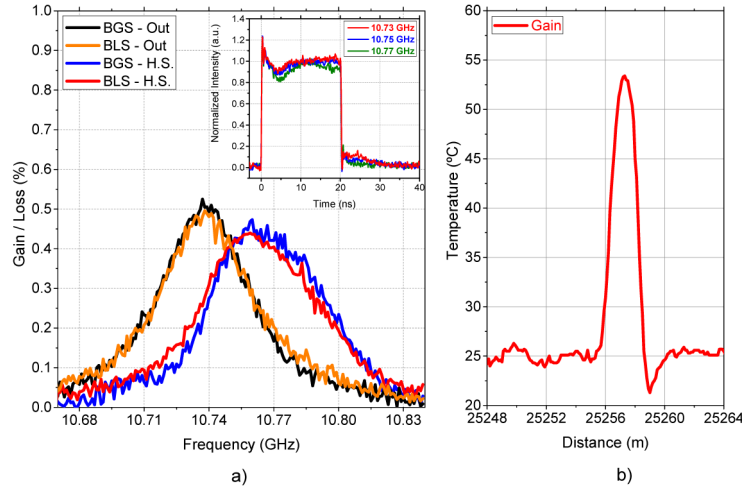 BGS - Out
BLS - Out
BGS - H.S.
BLS - H.S.
Gain / Loss (%)
1.0
0.9
0.8
0.7
0.6
0.5
0.4
0.3
0.2
0.1
0.0
10.68
10.71
10.74
10.77
10.80
10.83
Frequency (GHz)
a)
Normalized Intensity (a.u.)
1.4
1.2
1.0
0.8
0.6
0.4
0.2
0.0
10.73 GHz
10.75 GHz
10.77 GHz
0
10
20
30
40
Time (ns)
Gain
Temperature (ºC)
60
55
50
45
40
35
30
25
20
25248
25252
25256
25260
25264
Distance (m)
b)